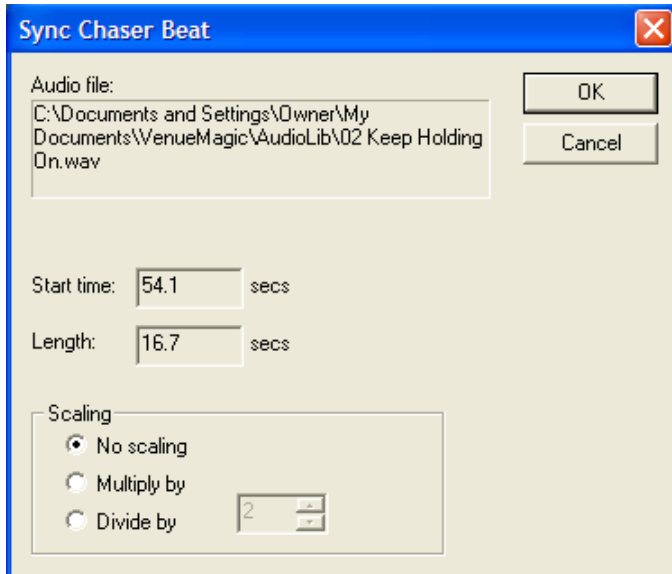 Sync Chaser Beat
Audio file:
C:\Documents and Settings\Owner\My
Documents\VenueMagic\AudioLib\02 Keep Holding
On.wav
OK
Cancel
Start time: 54.1 secs
Length: 16.7 secs
Scaling
No scaling
Multiply by
Divide by 2